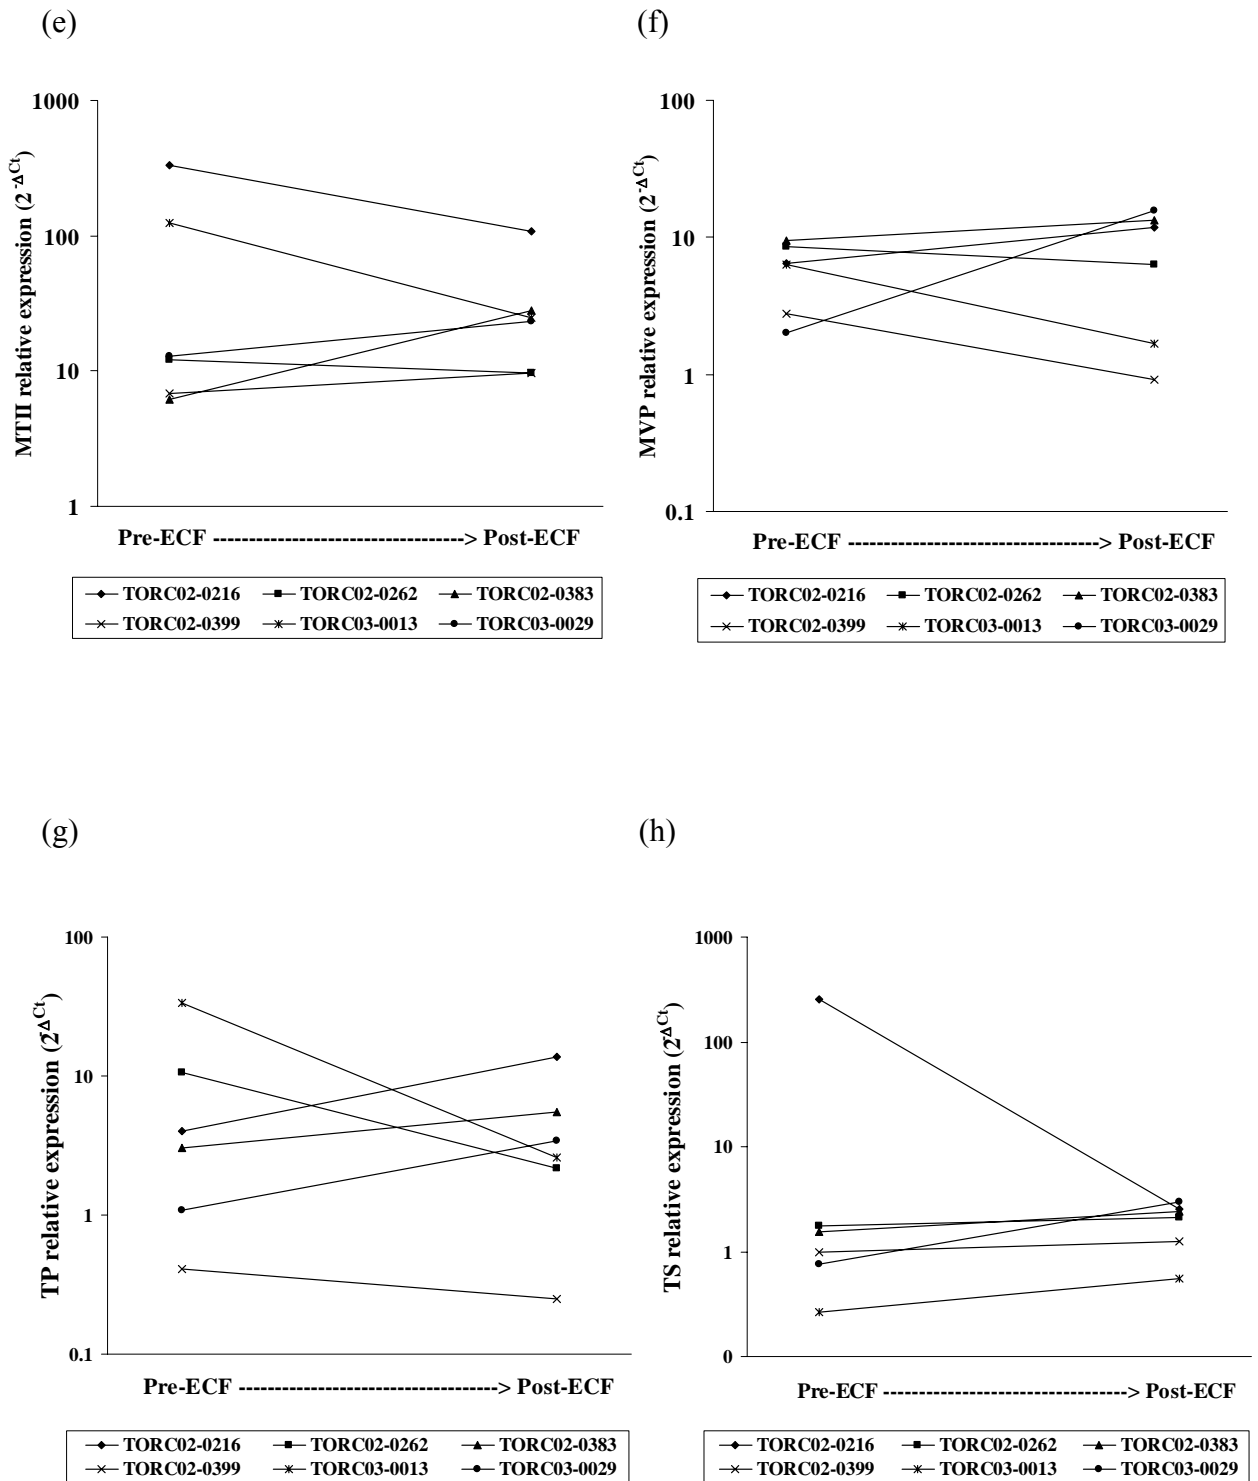 (e)
MTII relative expression (2^-ΔCt)
1000
100
10
1
Pre-ECF ----------------------------------> Post-ECF
TORC02-0216 TORC02-0262 TORC02-0383
TORC02-0399 TORC03-0013 TORC03-0029
(f)
MVP relative expression (2^-ΔCt)
100
10
1
0.1
Pre-ECF ----------------------------------> Post-ECF
TORC02-0216 TORC02-0262 TORC02-0383
TORC02-0399 TORC03-0013 TORC03-0029
(g)
TP relative expression (2^-ΔCt)
100
10
1
0.1
Pre-ECF ----------------------------------> Post-ECF
TORC02-0216 TORC02-0262 TORC02-0383
TORC02-0399 TORC03-0013 TORC03-0029
(h)
TS relative expression (2^-ΔCt)
1000
100
10
1
0
Pre-ECF ----------------------------------> Post-ECF
TORC02-0216 TORC02-0262 TORC02-0383
TORC02-0399 TORC03-0013 TORC03-0029